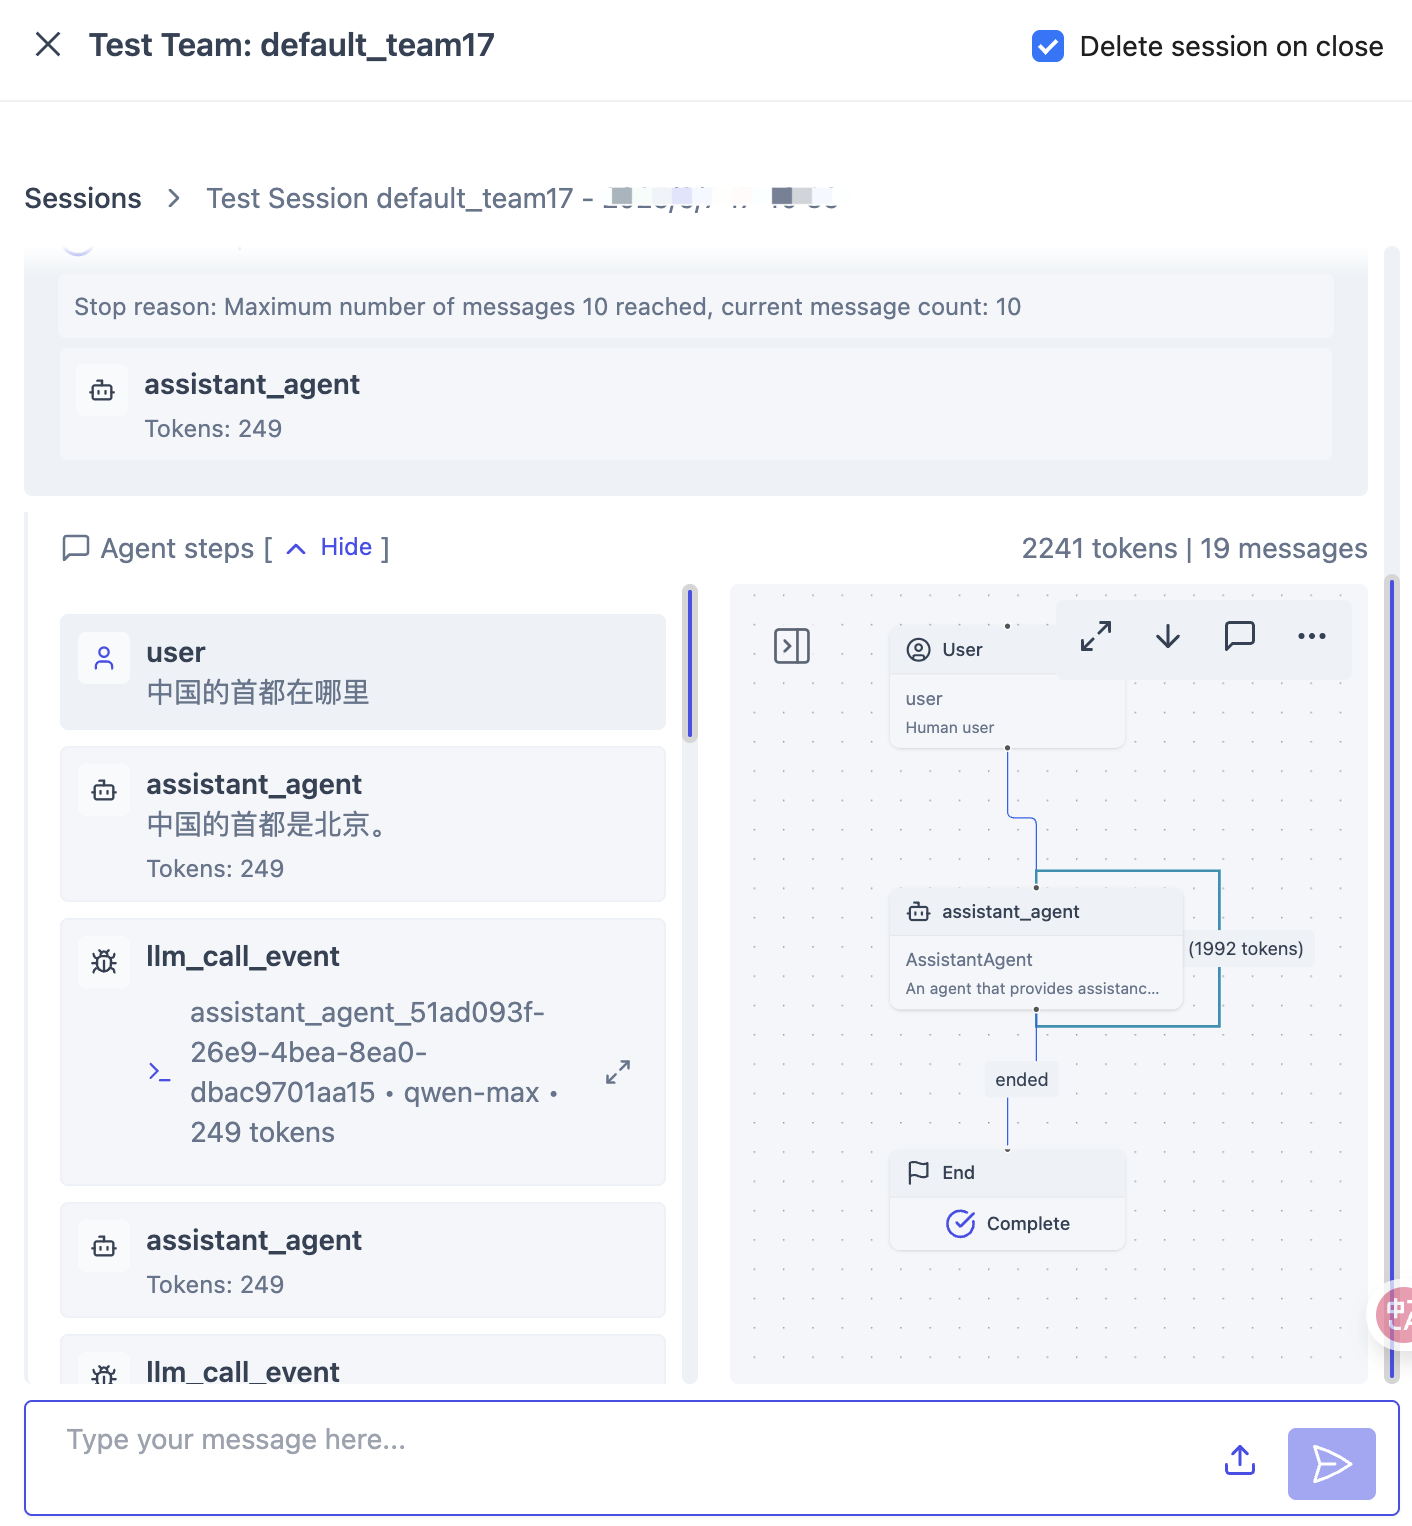 Test Team: default_team17
Delete session on close
Sessions > Test Session default_team17 -
Stop reason: Maximum number of messages 10 reached, current message count: 10
assistant_agent
Tokens: 249
Agent steps [ Hide ]
2241 tokens | 19 messages
user
中国的首都在哪里
assistant_agent
中国的首都是北京。
Tokens: 249
llm_call_event
assistant_agent_51ad093f-
26e9-4bea-8ea0-
dbac9701aa15 • qwen-max •
249 tokens
assistant_agent
Tokens: 249
llm_call_event
User
user
Human user
assistant_agent
AssistantAgent
An agent that provides assistanc...
(1992 tokens)
ended
End
Complete
Type your message here...